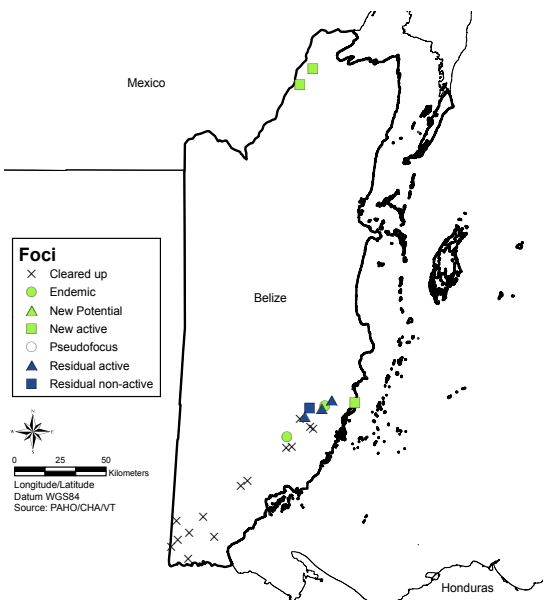 Mexico
Foci
Cleared up
Endemic
New Potential
New active
Pseudofocus
Residual active
Residual non-active
Belize
N
W
E
S
0 25 50
Kilometers
Longitude/Latitude
Datum WGS84
Source: PAHO/CHA/VT
Honduras